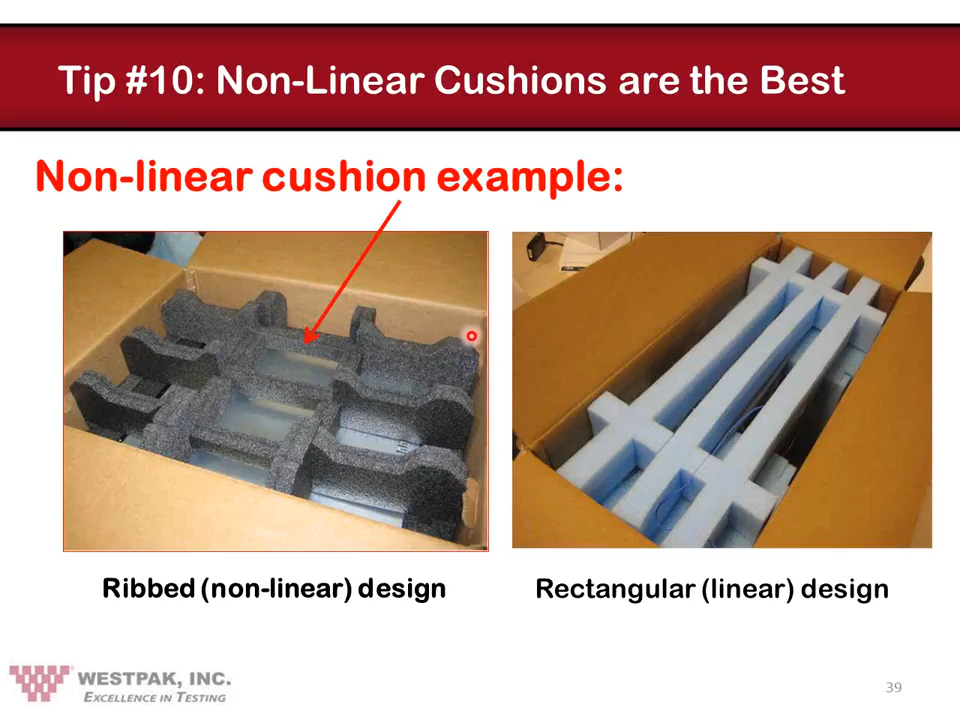 Tip #10: Non-Linear Cushions are the Best
Non-linear cushion example:
Ribbed (non-linear) design
Rectangular (linear) design
WESTPAK, INC.
EXCELLENCE IN TESTING
39